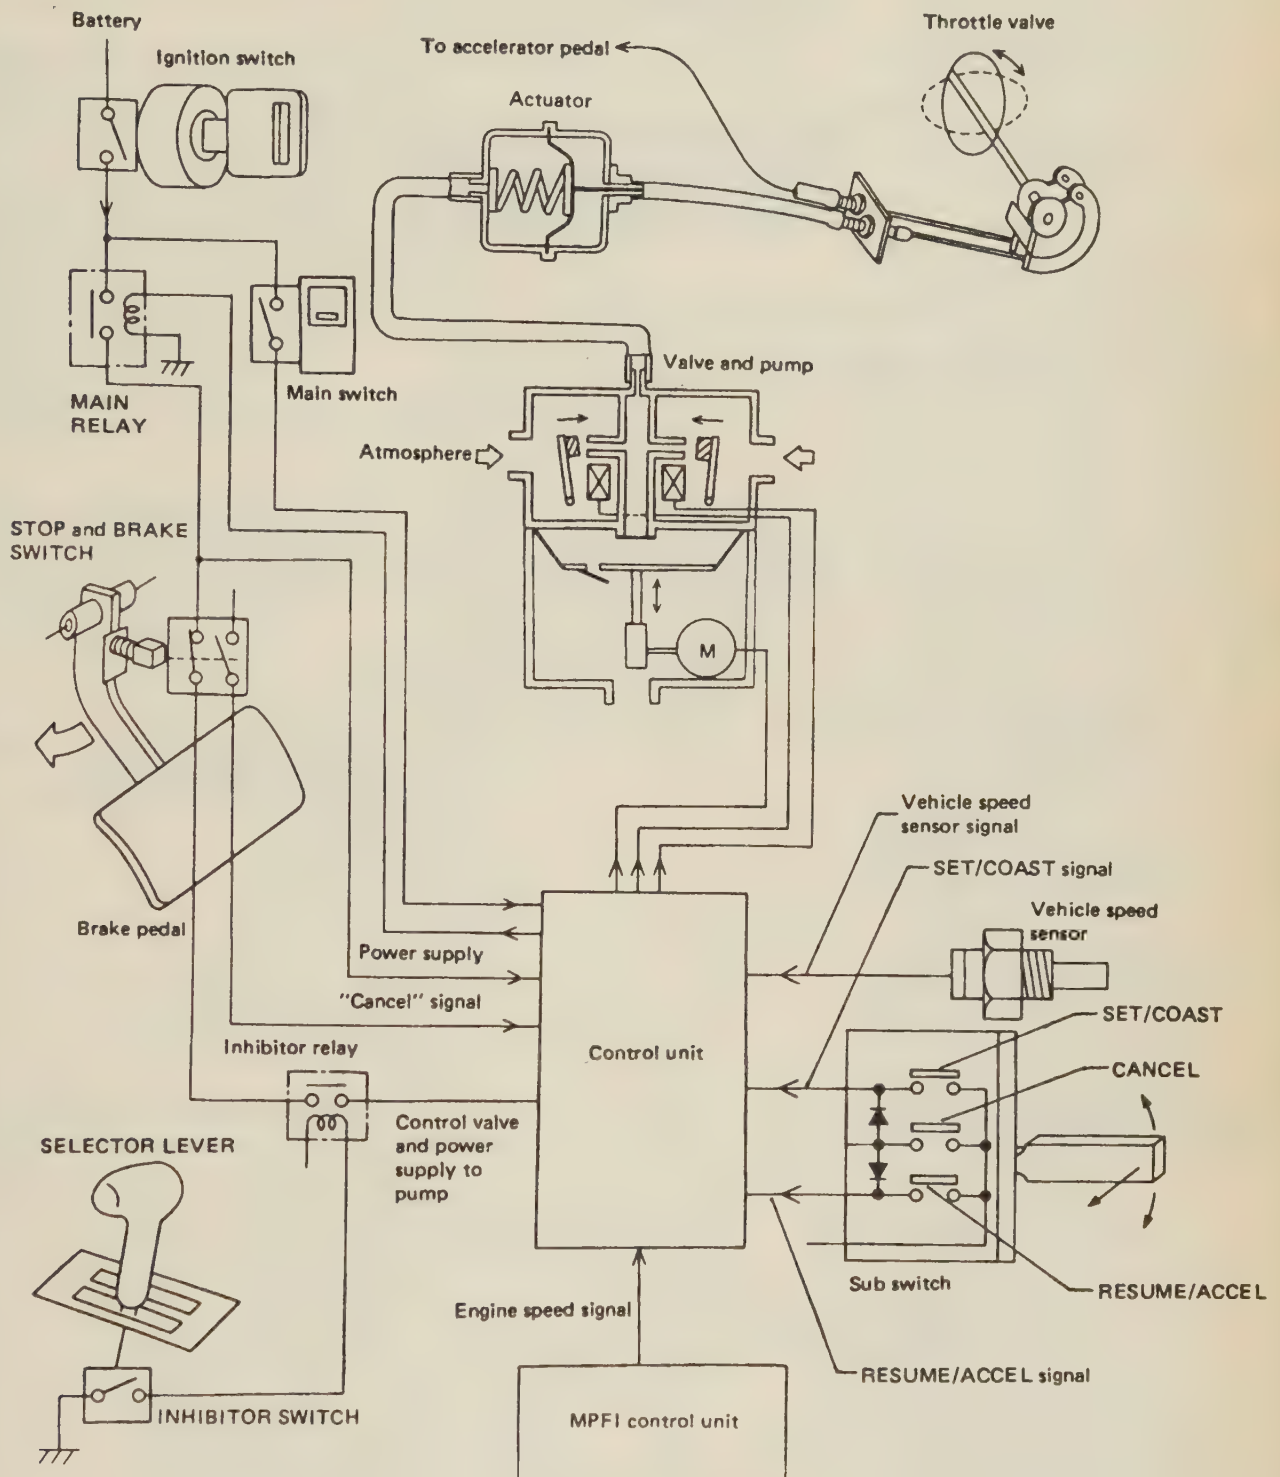 Battery
Ignition switch
To accelerator pedal
Throttle valve
Actuator
MAIN
RELAY
Main switch
Valve and pump
Atmosphere
STOP and BRAKE
SWITCH
M
Brake pedal
Vehicle speed
sensor signal
SET/COAST signal
Vehicle speed
sensor
Power supply
"Cancel" signal
SET/COAST
Inhibitor relay
Control unit
CANCEL
Control valve
and power
supply to
pump
SELECTOR LEVER
Sub switch
RESUME/ACCEL
Engine speed signal
RESUME/ACCEL signal
INHIBITOR SWITCH
MPFI control unit